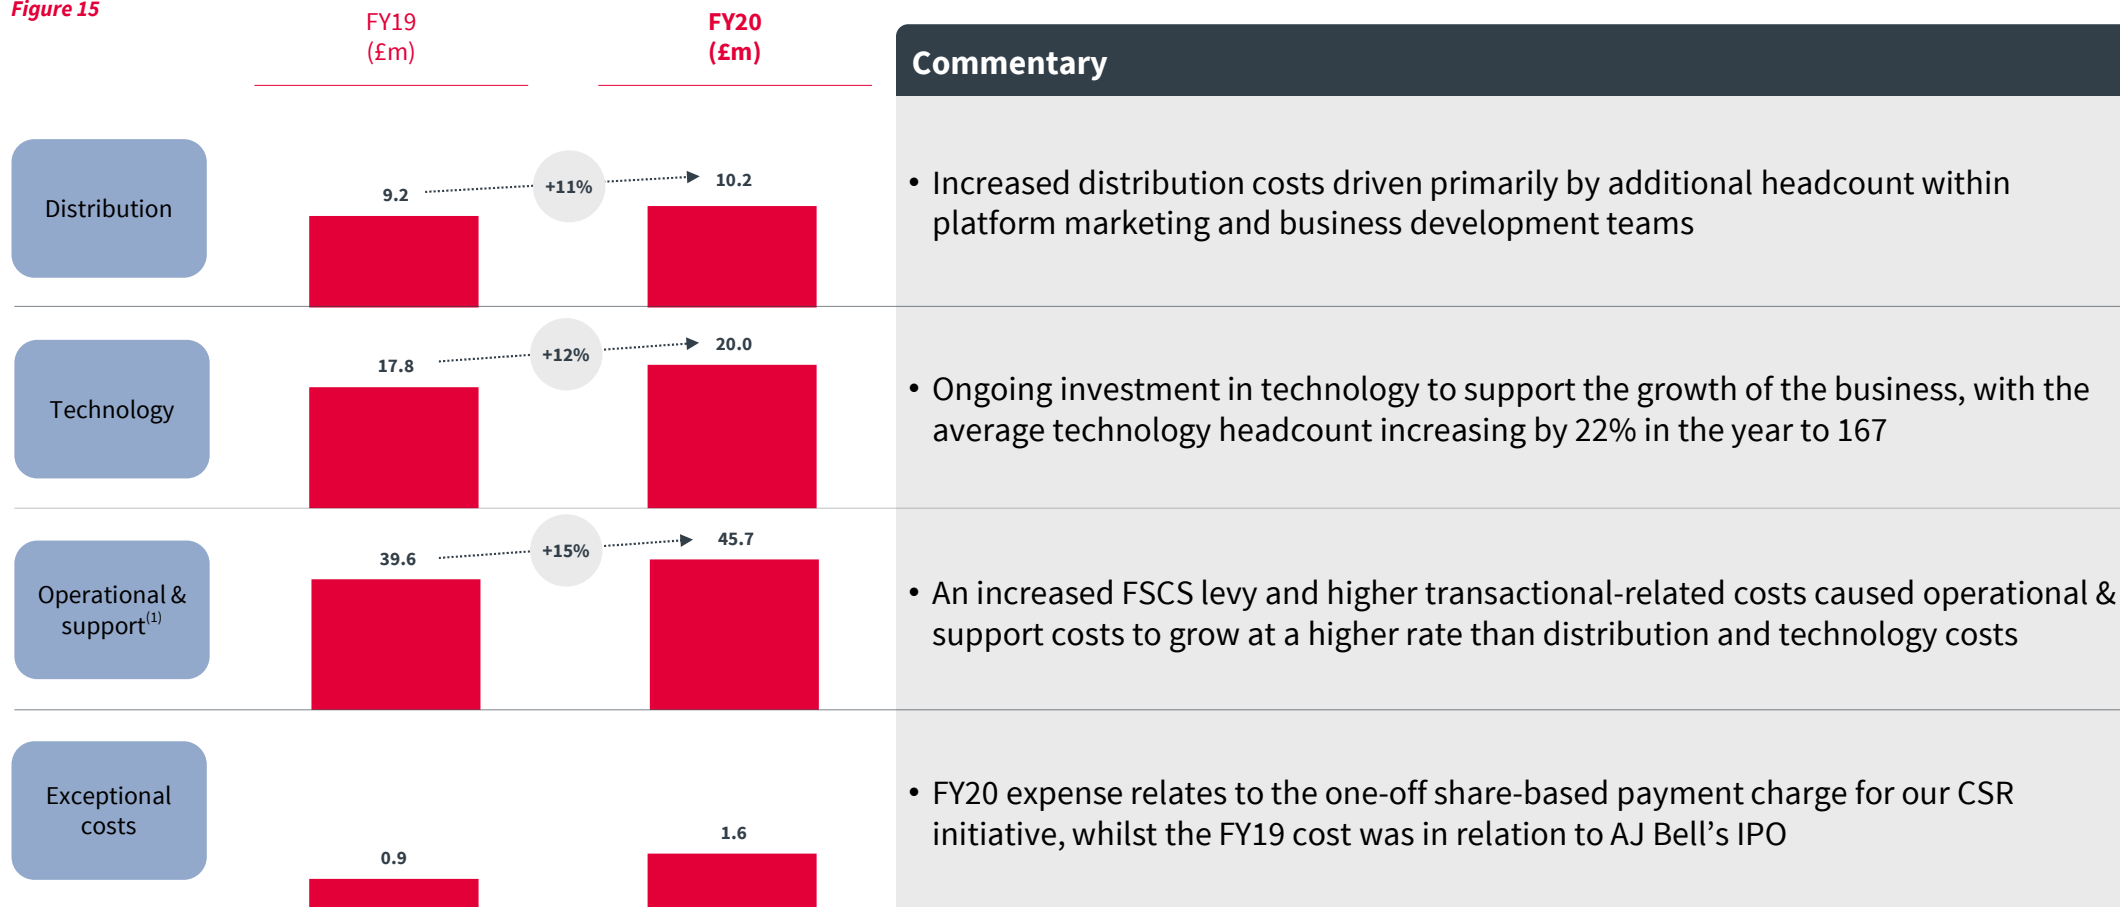 Figure 15
FY19
(£m)
FY20
(£m)
Commentary
Distribution
9.2
+11%
10.2
• Increased distribution costs driven primarily by additional headcount within
platform marketing and business development teams
Technology
17.8
+12%
20.0
• Ongoing investment in technology to support the growth of the business, with the
average technology headcount increasing by 22% in the year to 167
Operational &
support(1)
39.6
+15%
45.7
• An increased FSCS levy and higher transactional-related costs caused operational &
support costs to grow at a higher rate than distribution and technology costs
Exceptional
costs
0.9
1.6
• FY20 expense relates to the one-off share-based payment charge for our CSR
initiative, whilst the FY19 cost was in relation to AJ Bell’s IPO